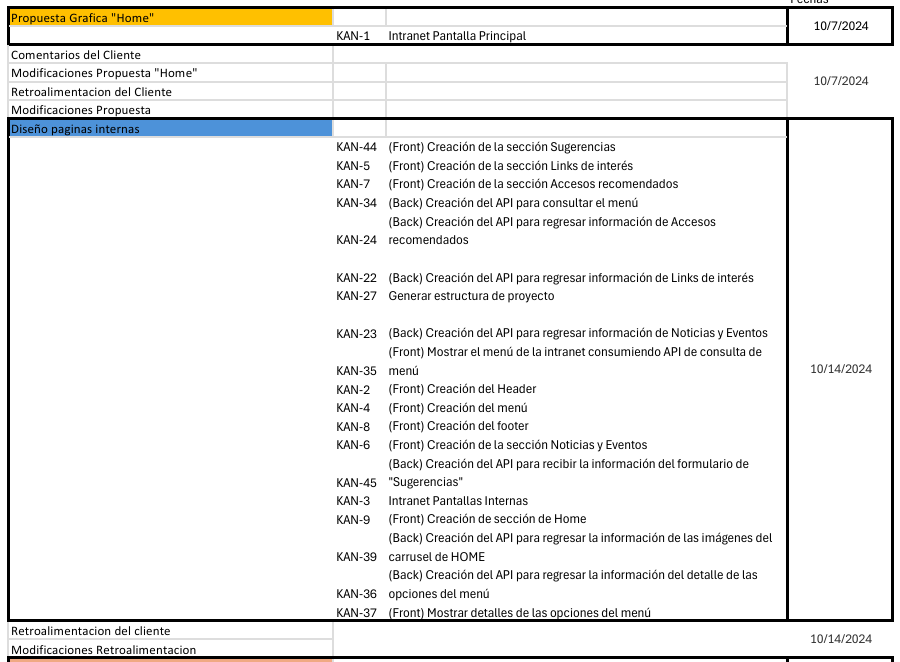 Fechas
Propuesta Grafica "Home"
KAN-1 Intranet Pantalla Principal
10/7/2024
Comentarios del Cliente
Modificaciones Propuesta "Home"
10/7/2024
Retroalimentacion del Cliente
Modificaciones Propuesta
Diseño paginas internas
KAN-44 (Front) Creación de la sección Sugerencias
KAN-5 (Front) Creación de la sección Links de interés
KAN-7 (Front) Creación de la sección Accesos recomendados
KAN-34 (Back) Creación del API para consultar el menú
(Back) Creación del API para regresar información de Accesos
KAN-24 recomendados
KAN-22 (Back) Creación del API para regresar información de Links de interés
KAN-27 Generar estructura de proyecto
KAN-23 (Back) Creación del API para regresar información de Noticias y Eventos
(Front) Mostrar el menú de la intranet consumiendo API de consulta de
KAN-35 menú
10/14/2024
KAN-2 (Front) Creación del Header
KAN-4 (Front) Creación del menú
KAN-8 (Front) Creación del footer
KAN-6 (Front) Creación de la sección Noticias y Eventos
(Back) Creación del API para recibir la información del formulario de
KAN-45 "Sugerencias"
KAN-3 Intranet Pantallas Internas
KAN-9 (Front) Creación de sección de Home
(Back) Creación del API para regresar la información de las imágenes del
KAN-39 carrusel de HOME
(Back) Creación del API para regresar la información del detalle de las
KAN-36 opciones del menú
KAN-37 (Front) Mostrar detalles de las opciones del menú
Retroalimentacion del cliente
10/14/2024
Modificaciones Retroalimentacion